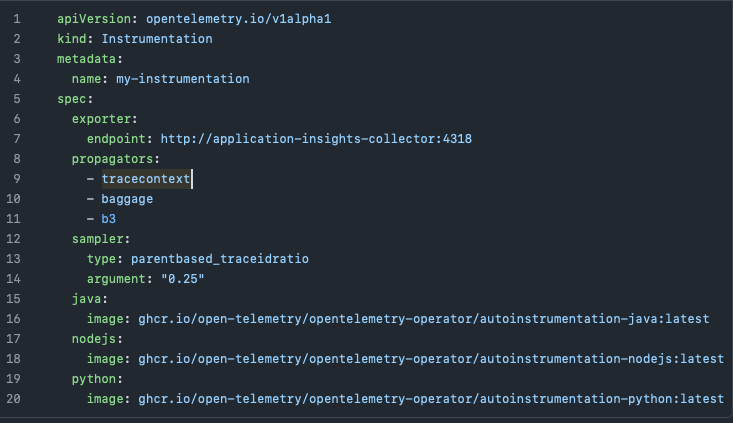 1 apiVersion: opentelemetry.io/v1alpha1
2 kind: Instrumentation
3 metadata:
4   name: my-instrumentation
5 spec:
6   exporter:
7     endpoint: http://application-insights-collector:4318
8   propagators:
9     - tracecontext
10     - baggage
11     - b3
12   sampler:
13     type: parentbased_traceidratio
14     argument: "0.25"
15   java:
16     image: ghcr.io/open-telemetry/opentelemetry-operator/autoinstrumentation-java:latest
17   nodejs:
18     image: ghcr.io/open-telemetry/opentelemetry-operator/autoinstrumentation-nodejs:latest
19   python:
20     image: ghcr.io/open-telemetry/opentelemetry-operator/autoinstrumentation-python:latest